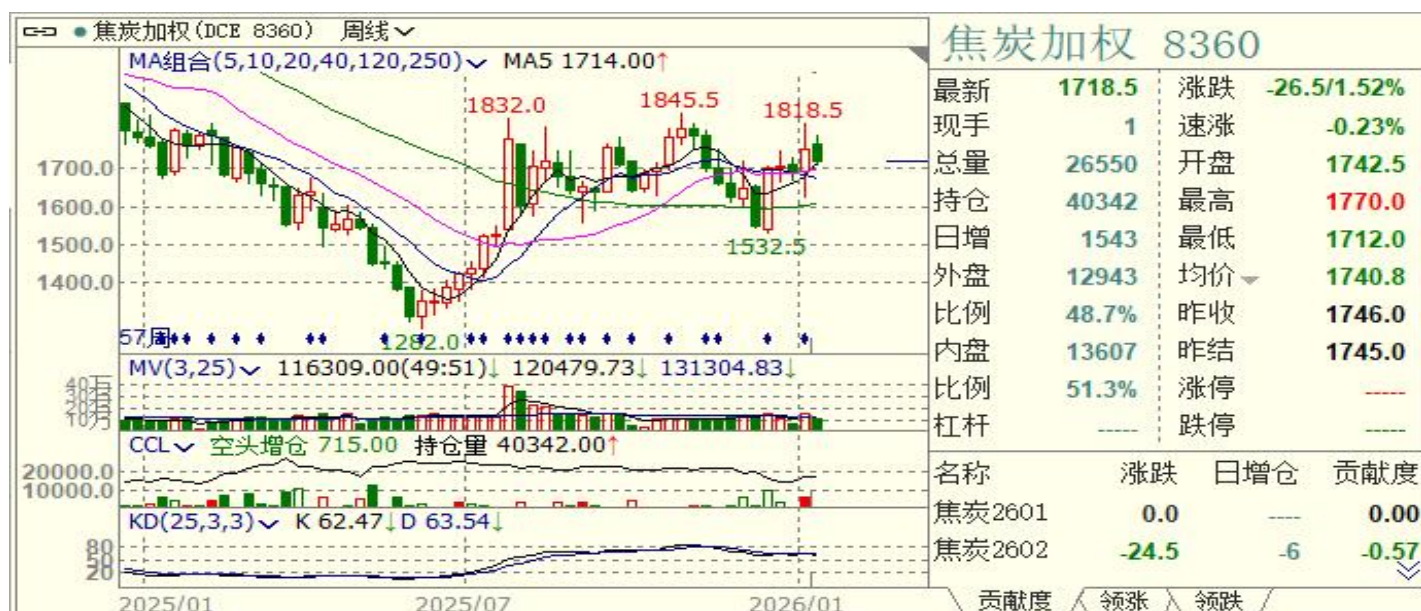 焦炭加权(DCE 8360) 周线
MA组合(5,10,20,40,120,250) MA5 1714.00↑
1832.0
1845.5
1818.5
1700.0
1600.0
1500.0
1400.0
1532.5
57周
1282.0
MV(3,25) 116309.00(49:51)↓ 120479.73↓ 131304.83↓
40万
10万
CCL 空头增仓 715.00 持仓量 40342.00↑
20000.0
10000.0
KD(25,3,3) K 62.47↓ D 63.54↓
80
50
20
2025/01 2025/07 2026/01
焦炭加权 8360
最新 1718.5 涨跌 -26.5/1.52%
现手 1 速涨 -0.23%
总量 26550 开盘 1742.5
持仓 40342 最高 1770.0
日增 1543 最低 1712.0
外盘 12943 均价 1740.8
比例 48.7% 昨收 1746.0
内盘 13607 昨结 1745.0
比例 51.3% 涨停 -----
杠杆 ----- 跌停 -----
名称 涨跌 日增仓 贡献度
焦炭2601 0.0 ---- 0.00
焦炭2602 -24.5 -6 -0.57
贡献度 领涨 领跌